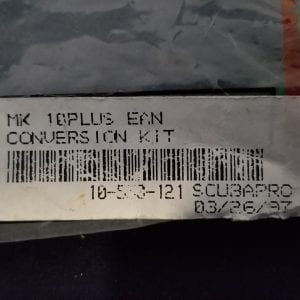 MK 10PLUS EAN
CONVERSION KIT
SCUBAPRO
03/26/97